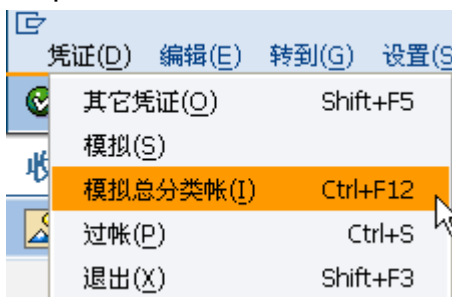 凭证(D) 编辑(E) 转到(G) 设置(S
其它凭证(O) Shift+F5
模拟(S)
收
模拟总分类帐(I) Ctrl+F12
过帐(P) Ctrl+S
退出(X) Shift+F3